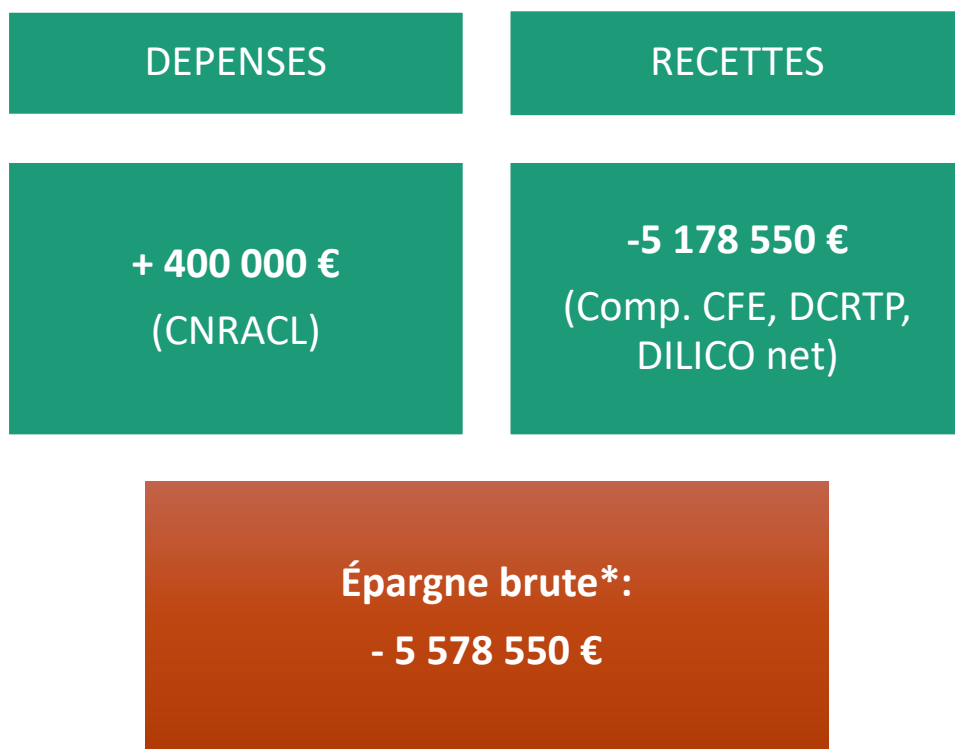 DEPENSES
RECETTES
+ 400 000 €
(CNRACL)
-5 178 550 €
(Comp. CFE, DCRTP,
DILICO net)
Épargne brute*:
- 5 578 550 €